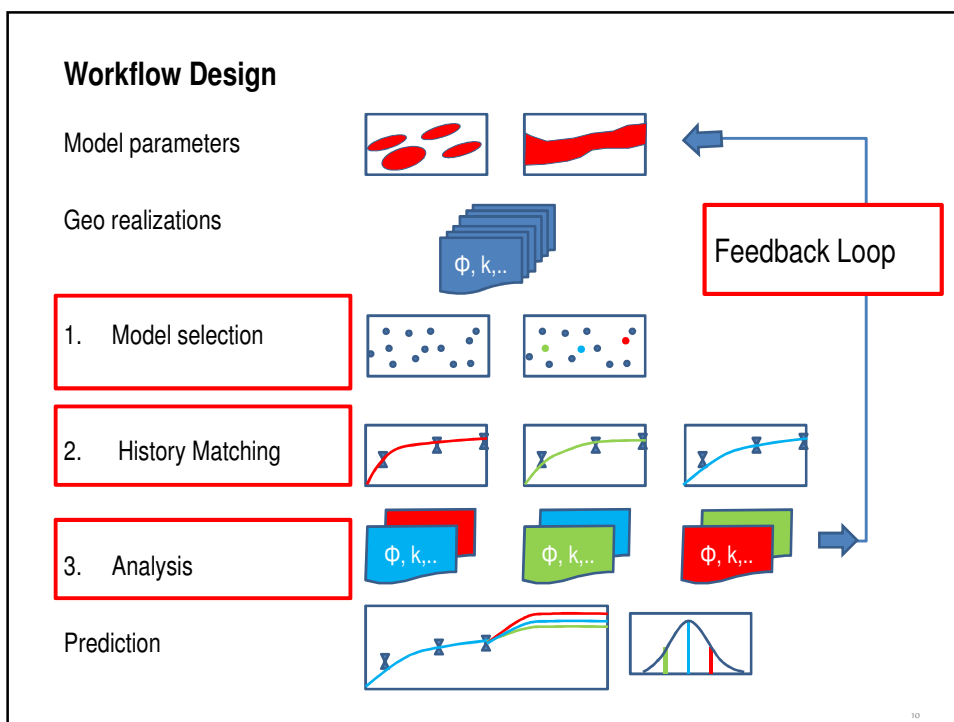 Workflow Design
Model parameters
Geo realizations
Φ, k,..
Feedback Loop
1. Model selection
2. History Matching
3. Analysis
Φ, k,..
Φ, k,..
Φ, k,..
Prediction